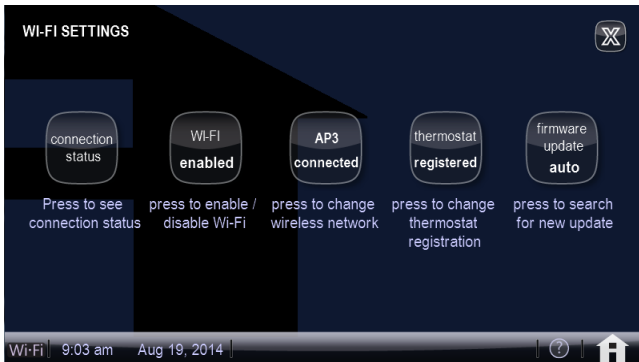 WI-FI SETTINGS
X
connection
status
Press to see
connection status
WI-FI
enabled
press to enable /
disable Wi-Fi
AP3
connected
press to change
wireless network
thermostat
registered
press to change
thermostat
registration
firmware
update
auto
press to search
for new update
Wi·Fi 9:03 am Aug 19, 2014 ?